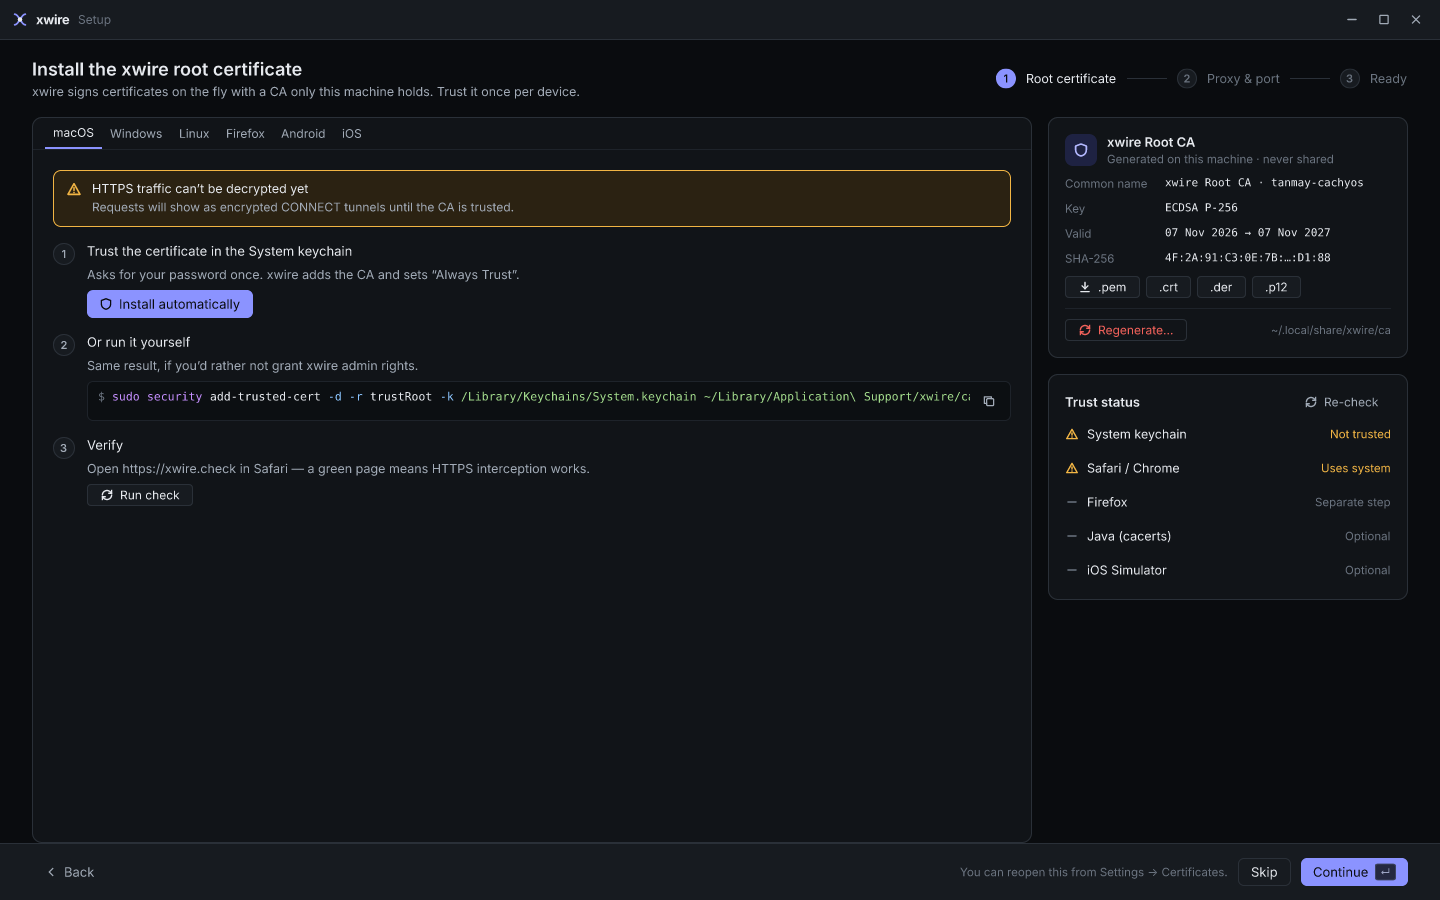 xwire Setup
Install the xwire root certificate
xwire signs certificates on the fly with a CA only this machine holds. Trust it once per device.
1 Root certificate 2 Proxy & port 3 Ready
macOS Windows Linux Firefox Android iOS
HTTPS traffic can’t be decrypted yet
Requests will show as encrypted CONNECT tunnels until the CA is trusted.
1 Trust the certificate in the System keychain
Asks for your password once. xwire adds the CA and sets “Always Trust”.
Install automatically
2 Or run it yourself
Same result, if you’d rather not grant xwire admin rights.
$ sudo security add-trusted-cert -d -r trustRoot -k /Library/Keychains/System.keychain ~/Library/Application\ Support/xwire/ca
3 Verify
Open https://xwire.check in Safari — a green page means HTTPS interception works.
Run check
xwire Root CA
Generated on this machine · never shared
Common name xwire Root CA · tanmay-cachyos
Key ECDSA P-256
Valid 07 Nov 2026 → 07 Nov 2027
SHA-256 4F:2A:91:C3:0E:7B:…:D1:88
.pem .crt .der .p12
Regenerate… ~/.local/share/xwire/ca
Trust status Re-check
System keychain Not trusted
Safari / Chrome Uses system
Firefox Separate step
Java (cacerts) Optional
iOS Simulator Optional
Back
You can reopen this from Settings → Certificates. Skip Continue ↵